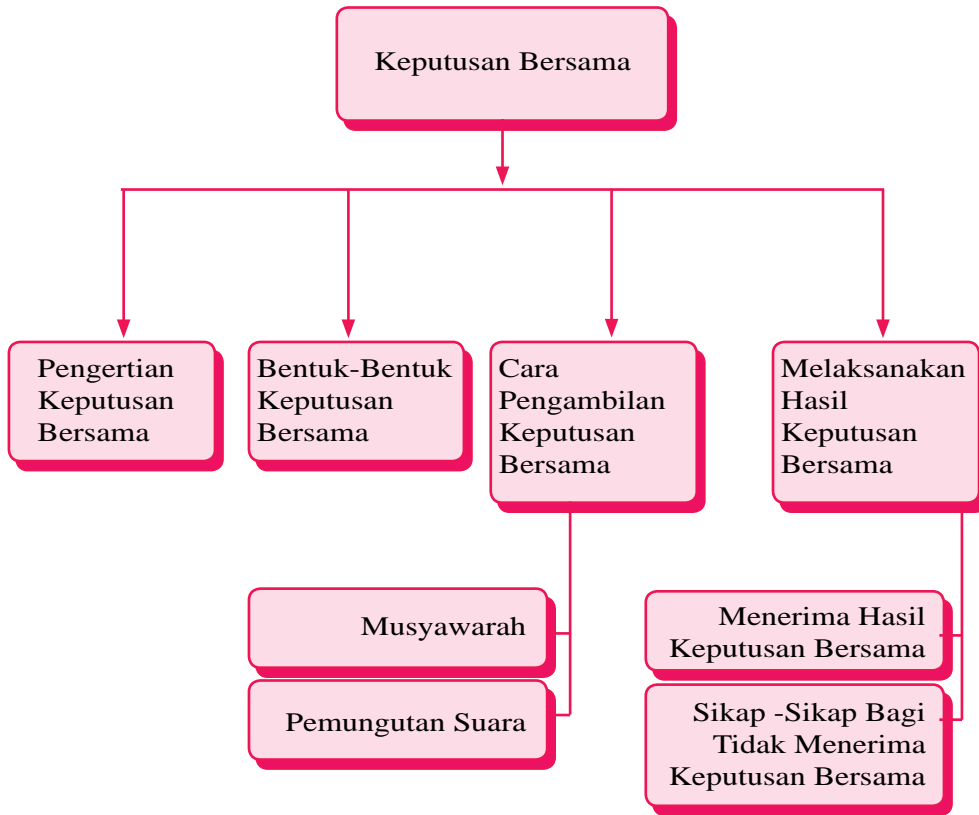 Keputusan Bersama
Pengertian
Keputusan
Bersama
Bentuk-Bentuk
Keputusan
Bersama
Cara
Pengambilan
Keputusan
Bersama
Melaksanakan
Hasil
Keputusan
Bersama
Musyawarah
Pemungutan Suara
Menerima Hasil
Keputusan Bersama
Sikap -Sikap Bagi
Tidak Menerima
Keputusan Bersama